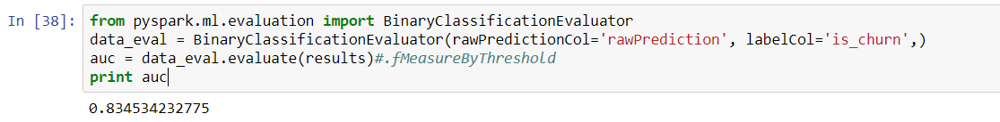 In [38]:
from pyspark.ml.evaluation import BinaryClassificationEvaluator
data_eval = BinaryClassificationEvaluator(rawPredictionCol='rawPrediction', labelCol='is_churn',)
auc = data_eval.evaluate(results)#.fMeasureByThreshold
print auc
0.834534232775